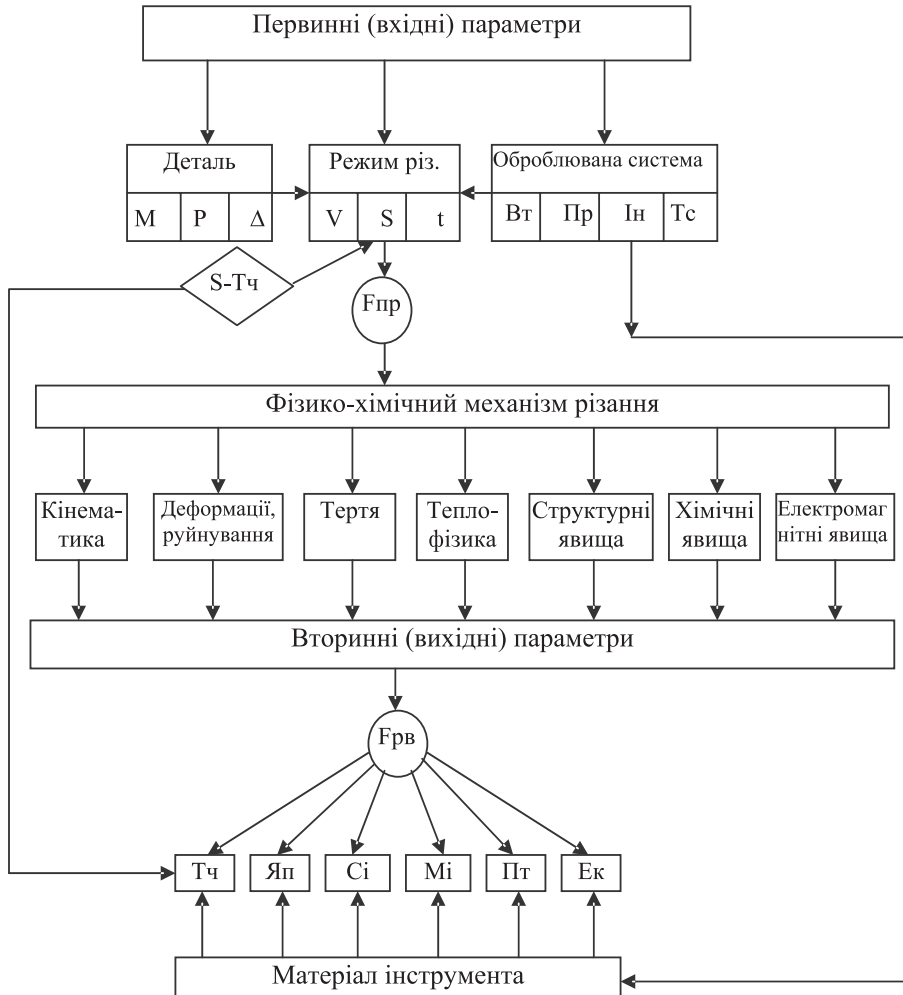 Первинні (вхідні) параметри
Деталь
Режим різ.
Оброблювана система
М Р Δ
V S t
Вт Пр Ін Тс
S-Тч
Fпр
Фізико-хімічний механізм різання
Кінема-
тика
Деформації,
руйнування
Тертя
Тепло-
фізика
Структурні
явища
Хімічні
явища
Електромаг
нітні явища
Вторинні (вихідні) параметри
Fрв
Тч Яп Сі Мі Пт Ек
Матеріал інструмента